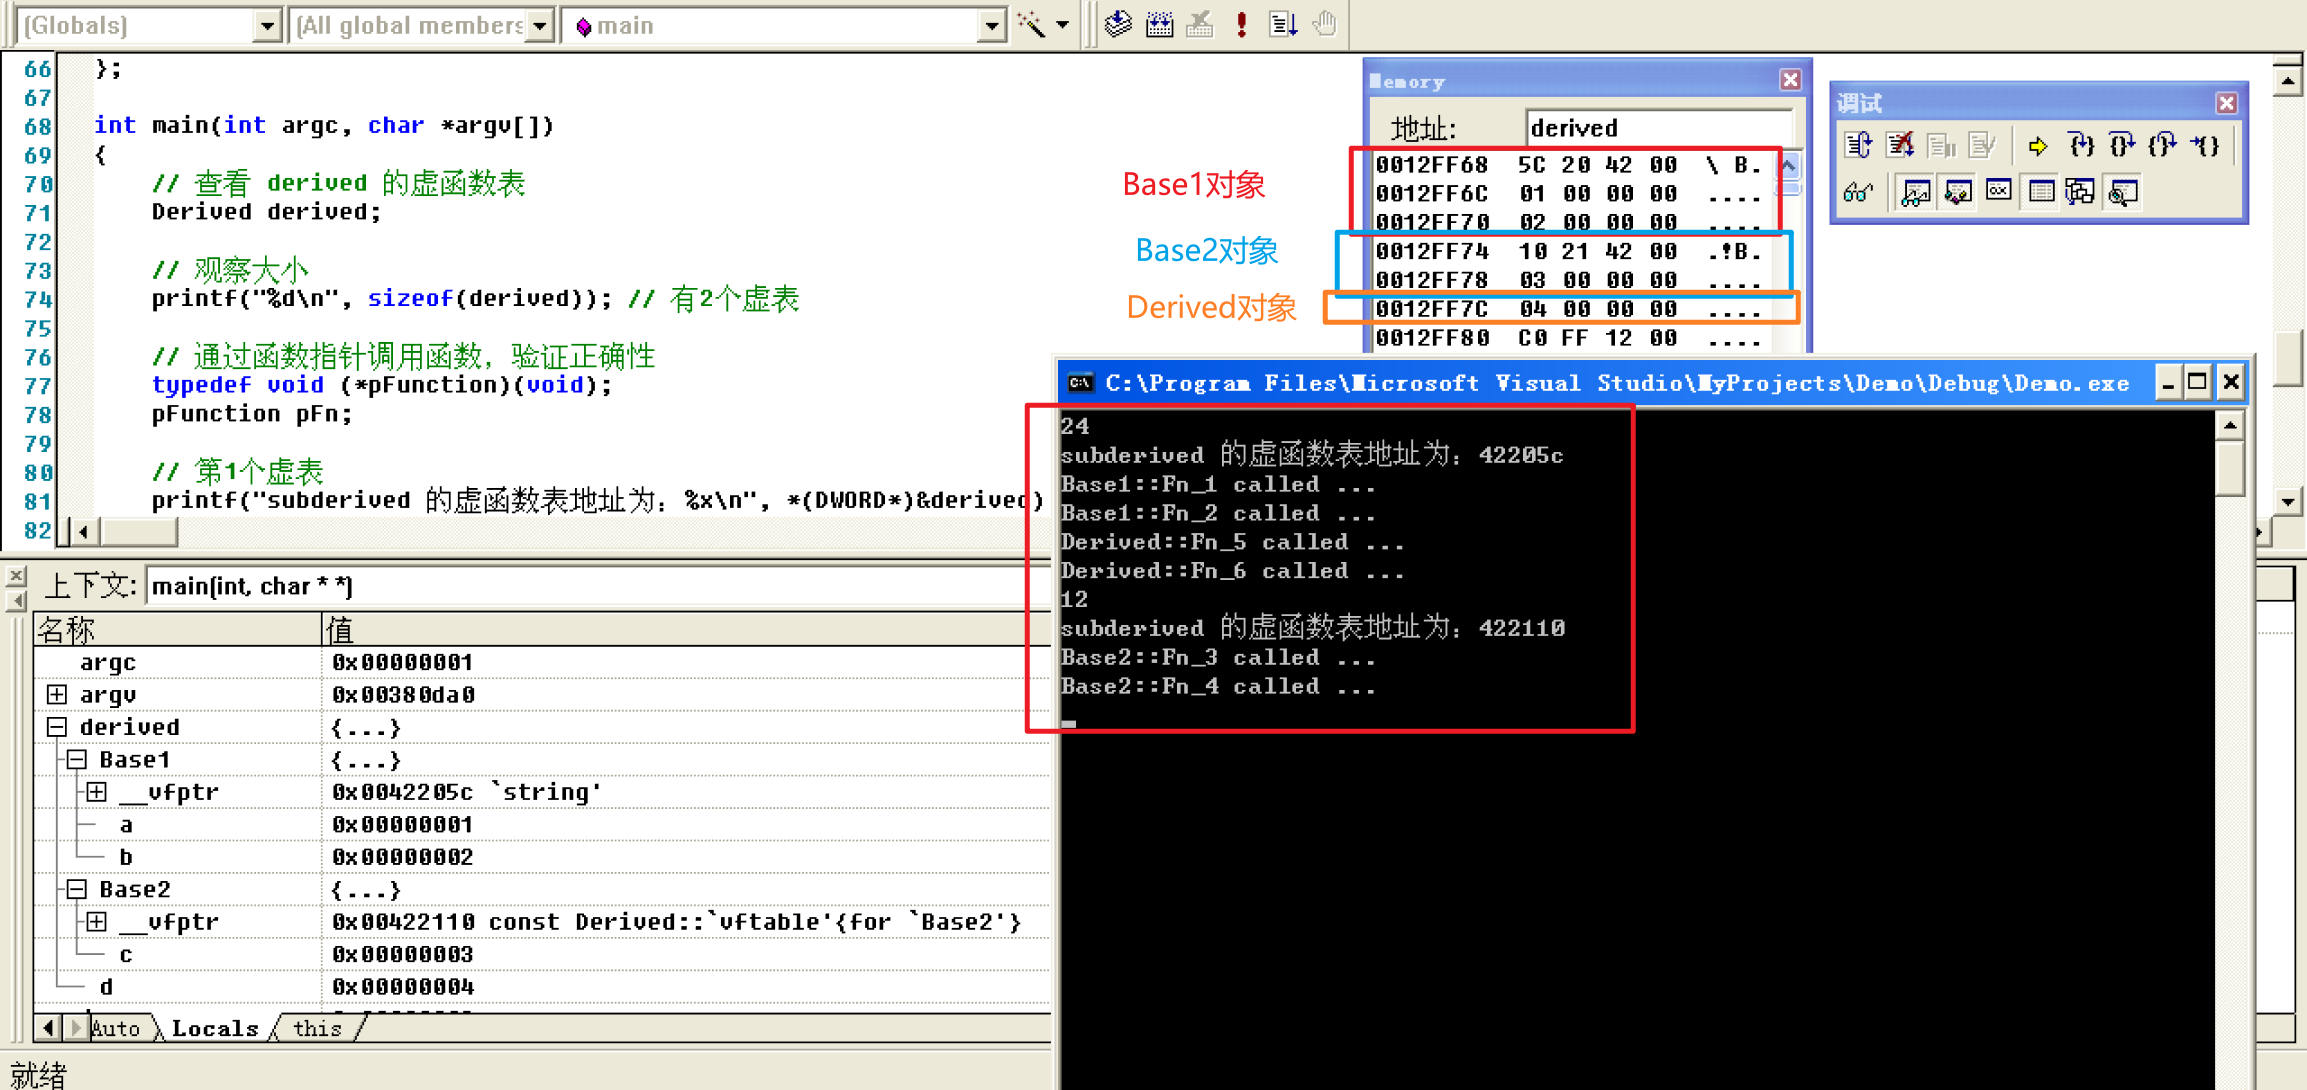 (Globals)
(All global members
main
66 };
67
68 int main(int argc, char *argv[])
69 {
70 // 查看 derived 的虚函数表
71 Derived derived;
72
73 // 观察大小
74 printf("%d\n", sizeof(derived)); // 有2个虚表
75
76 // 通过函数指针调用函数，验证正确性
77 typedef void (*pFunction)(void);
78 pFunction pFn;
79
80 // 第1个虚表
81 printf("subderived 的虚函数表地址为：%x\n", *(DWORD*)&derived)
82
Base1对象
Base2对象
Derived对象
Memory
地址: derived
0012FF68 5C 20 42 00 \ B.
0012FF6C 01 00 00 00 ....
0012FF70 02 00 00 00 ....
0012FF74 10 21 42 00 .!B.
0012FF78 03 00 00 00 ....
0012FF7C 04 00 00 00 ....
0012FF80 C0 FF 12 00 ....
调试
C:\Program Files\Microsoft Visual Studio\MyProjects\Demo\Debug\Demo.exe
24
subderived 的虚函数表地址为：42205c
Base1::Fn_1 called ...
Base1::Fn_2 called ...
Derived::Fn_5 called ...
Derived::Fn_6 called ...
12
subderived 的虚函数表地址为：422110
Base2::Fn_3 called ...
Base2::Fn_4 called ...
上下文: main(int, char * *)
名称 值
argc 0x00000001
argv 0x00380da0
derived {...}
Base1 {...}
__vfptr 0x0042205c `string'
a 0x00000001
b 0x00000002
Base2 {...}
__vfptr 0x00422110 const Derived::`vftable'{for `Base2'}
c 0x00000003
d 0x00000004
Auto Locals this
就绪